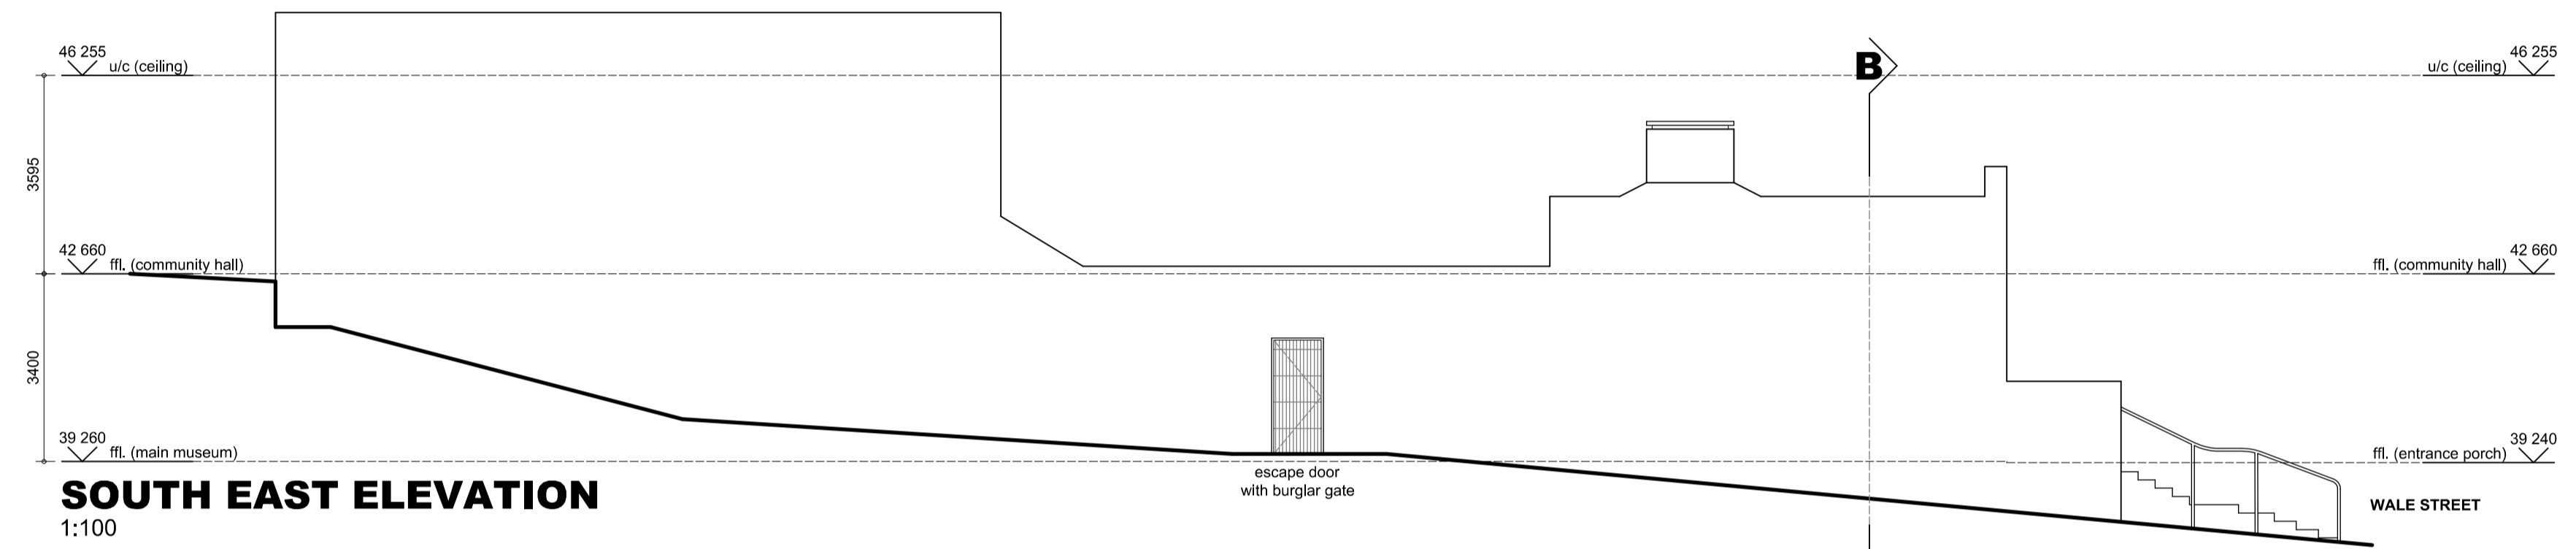 46 255
u/c (ceiling)
B
46 255
u/c (ceiling)
3595
42 660
ffl. (community hall)
42 660
ffl. (community hall)
3400
39 260
ffl. (main museum)
39 240
ffl. (entrance porch)
escape door
with burglar gate
SOUTH EAST ELEVATION
1:100
WALE STREET